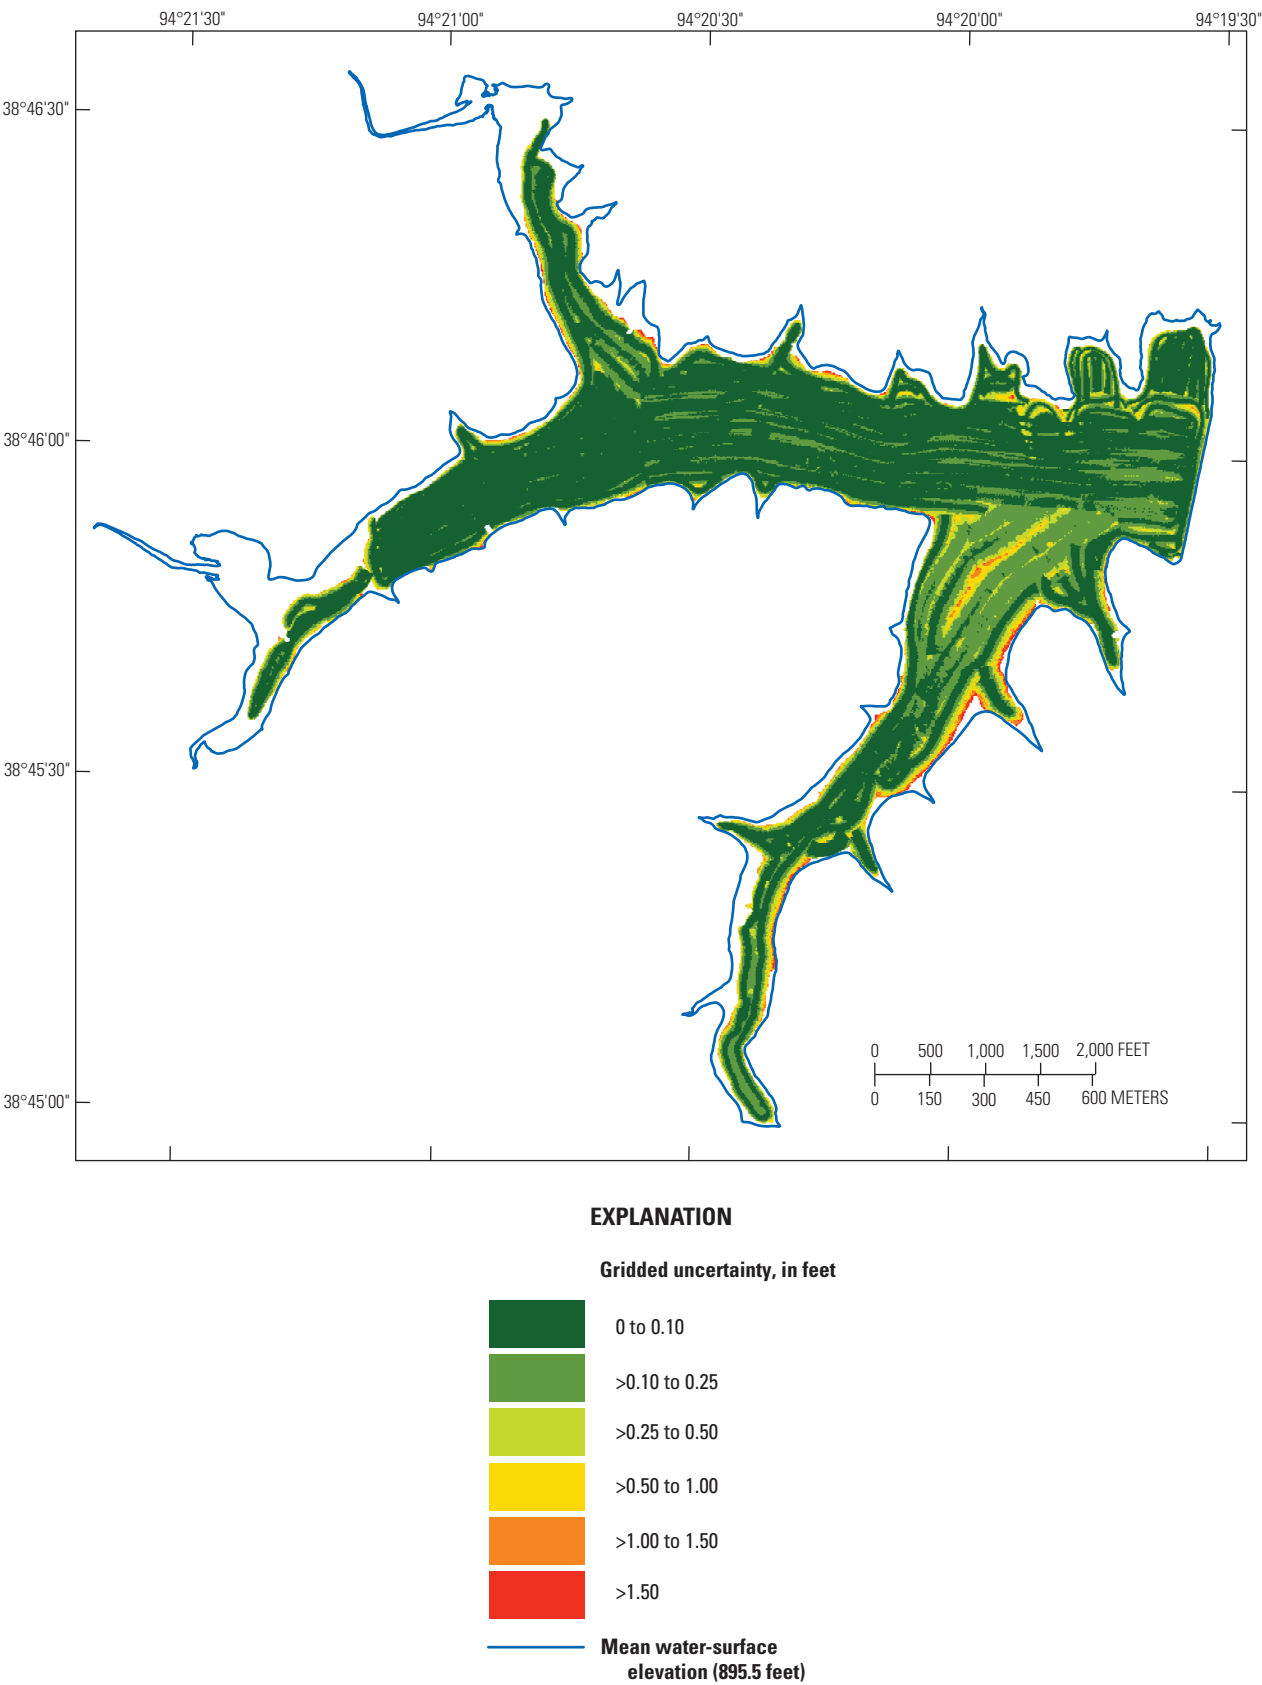 94°21'30" 94°21'00" 94°20'30" 94°20'00" 94°19'30"
38°46'30"
38°46'00"
38°45'30"
38°45'00"
0 500 1,000 1,500 2,000 FEET
0 150 300 450 600 METERS
EXPLANATION
Gridded uncertainty, in feet
0 to 0.10
>0.10 to 0.25
>0.25 to 0.50
>0.50 to 1.00
>1.00 to 1.50
>1.50
Mean water-surface
elevation (895.5 feet)